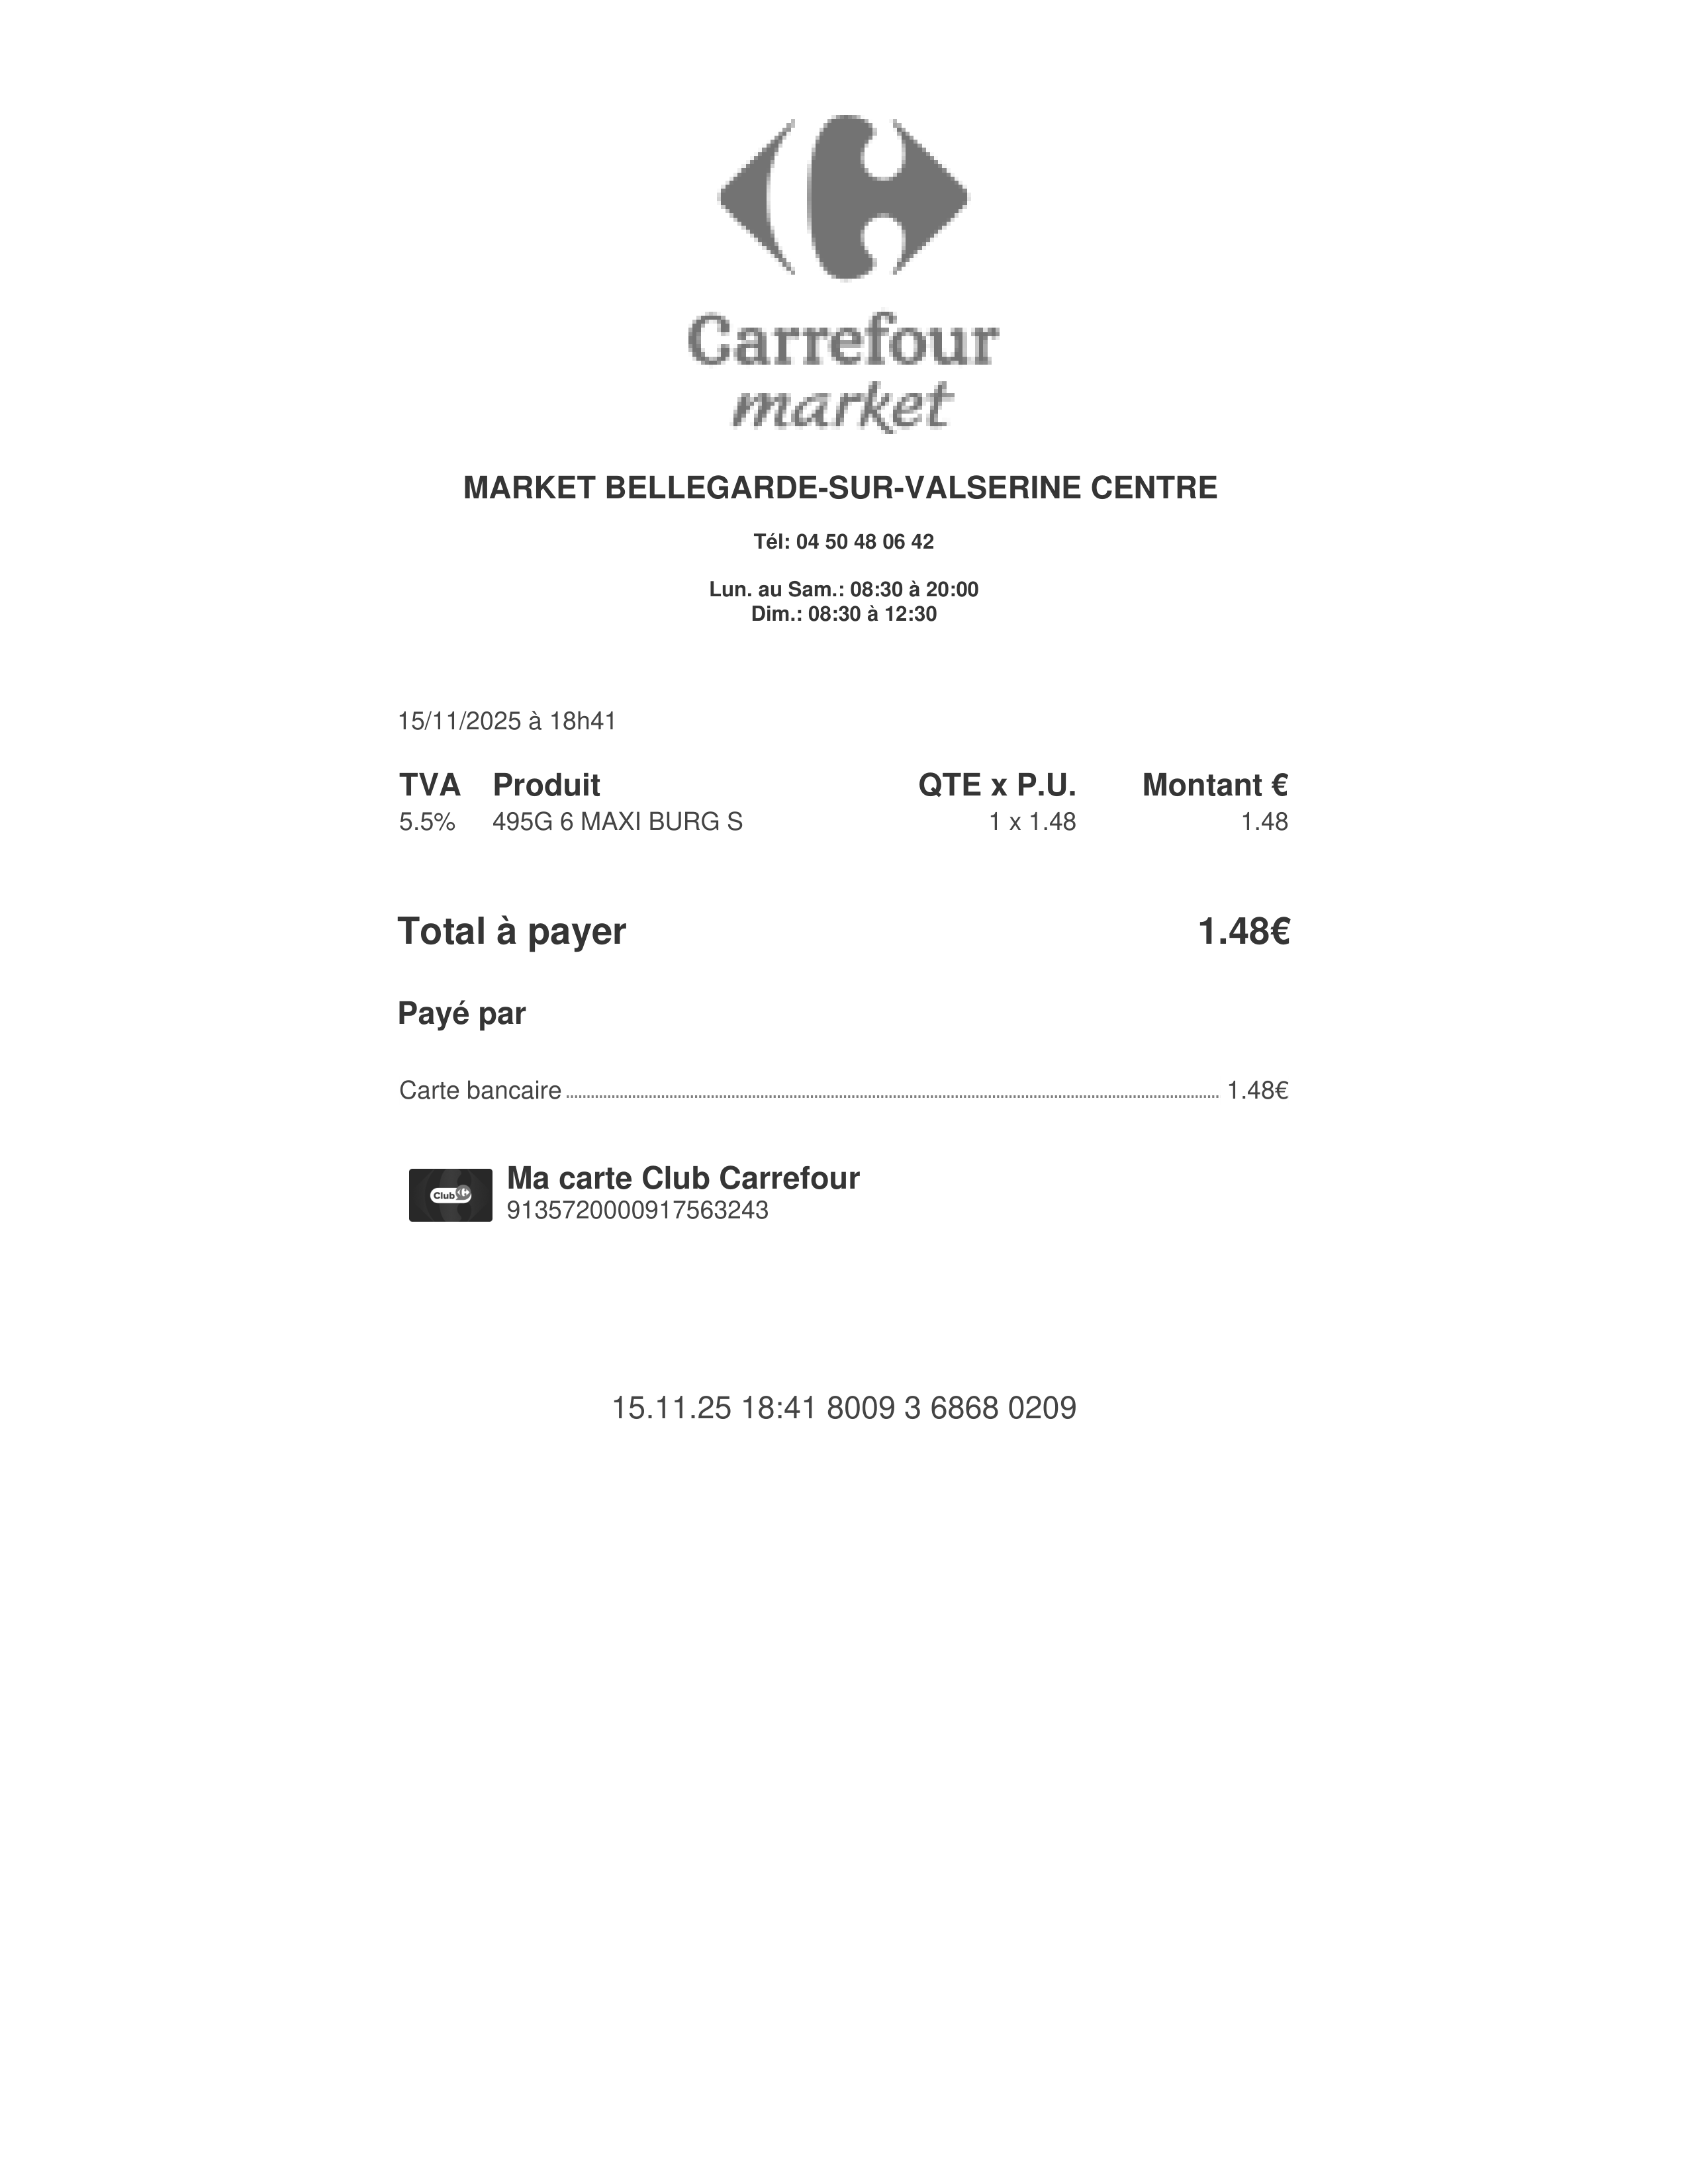 Carrefour
market
MARKET BELLEGARDE-SUR-VALSERINE CENTRE
Tél: 04 50 48 06 42
Lun. au Sam.: 08:30 à 20:00
Dim.: 08:30 à 12:30
15/11/2025 à 18h41
TVA Produit QTE x P.U. Montant €
5.5% 495G 6 MAXI BURG S 1 x 1.48 1.48
Total à payer 1.48€
Payé par
Carte bancaire 1.48€
Club
Ma carte Club Carrefour
9135720000917563243
15.11.25 18:41 8009 3 6868 0209